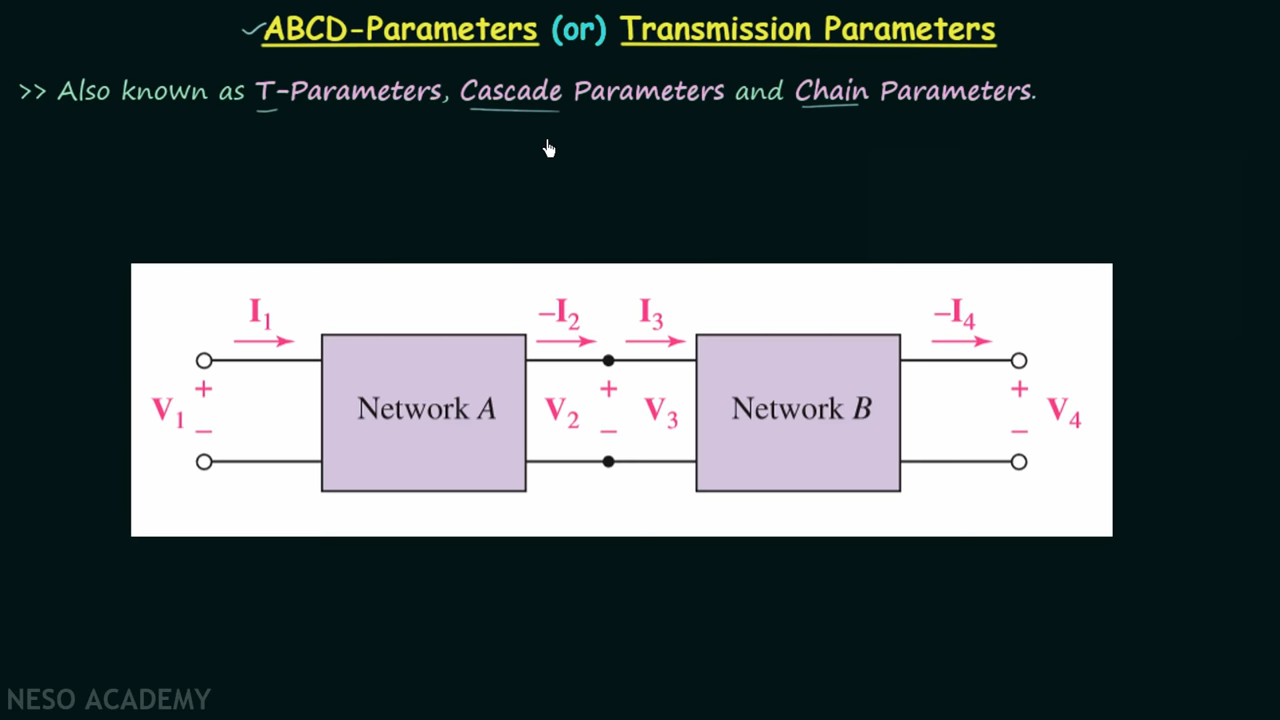 ABCD-Parameters (or) Transmission Parameters
>> Also known as T-Parameters, Cascade Parameters and Chain Parameters.
I1 –I2 I3 –I4
+ + +
V1 Network A V2 V3 Network B V4
– – –
NESO ACADEMY